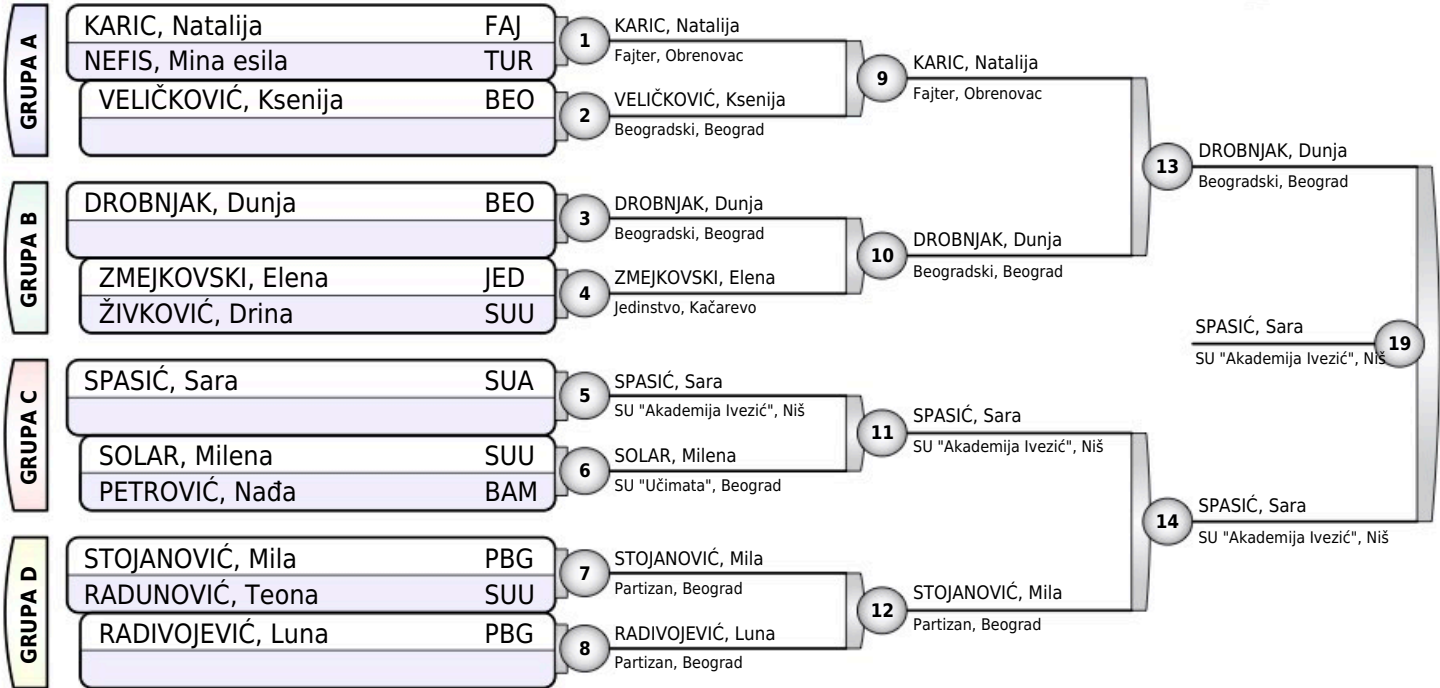 GRUPA A
KARIC, Natalija FAJ
NEFIS, Mina esila TUR
VELIČKOVIĆ, Ksenija BEO
GRUPA B
DROBNJAK, Dunja BEO
ZMEJKOVSKI, Elena JED
ŽIVKOVIĆ, Drina SUU
GRUPA C
SPASIĆ, Sara SUA
SOLAR, Milena SUU
PETROVIĆ, Nađa BAM
GRUPA D
STOJANOVIĆ, Mila PBG
RADUNOVIĆ, Teona SUU
RADIVOJEVIĆ, Luna PBG
1 KARIC, Natalija
Fajter, Obrenovac
2 VELIČKOVIĆ, Ksenija
Beogradski, Beograd
3 DROBNJAK, Dunja
Beogradski, Beograd
4 ZMEJKOVSKI, Elena
Jedinstvo, Kačarevo
5 SPASIĆ, Sara
SU "Akademija Ivezić", Niš
6 SOLAR, Milena
SU "Učimata", Beograd
7 STOJANOVIĆ, Mila
Partizan, Beograd
8 RADIVOJEVIĆ, Luna
Partizan, Beograd
9 KARIC, Natalija
Fajter, Obrenovac
10 DROBNJAK, Dunja
Beogradski, Beograd
11 SPASIĆ, Sara
SU "Akademija Ivezić", Niš
12 STOJANOVIĆ, Mila
Partizan, Beograd
13 DROBNJAK, Dunja
Beogradski, Beograd
14 SPASIĆ, Sara
SU "Akademija Ivezić", Niš
SPASIĆ, Sara 19
SU "Akademija Ivezić", Niš